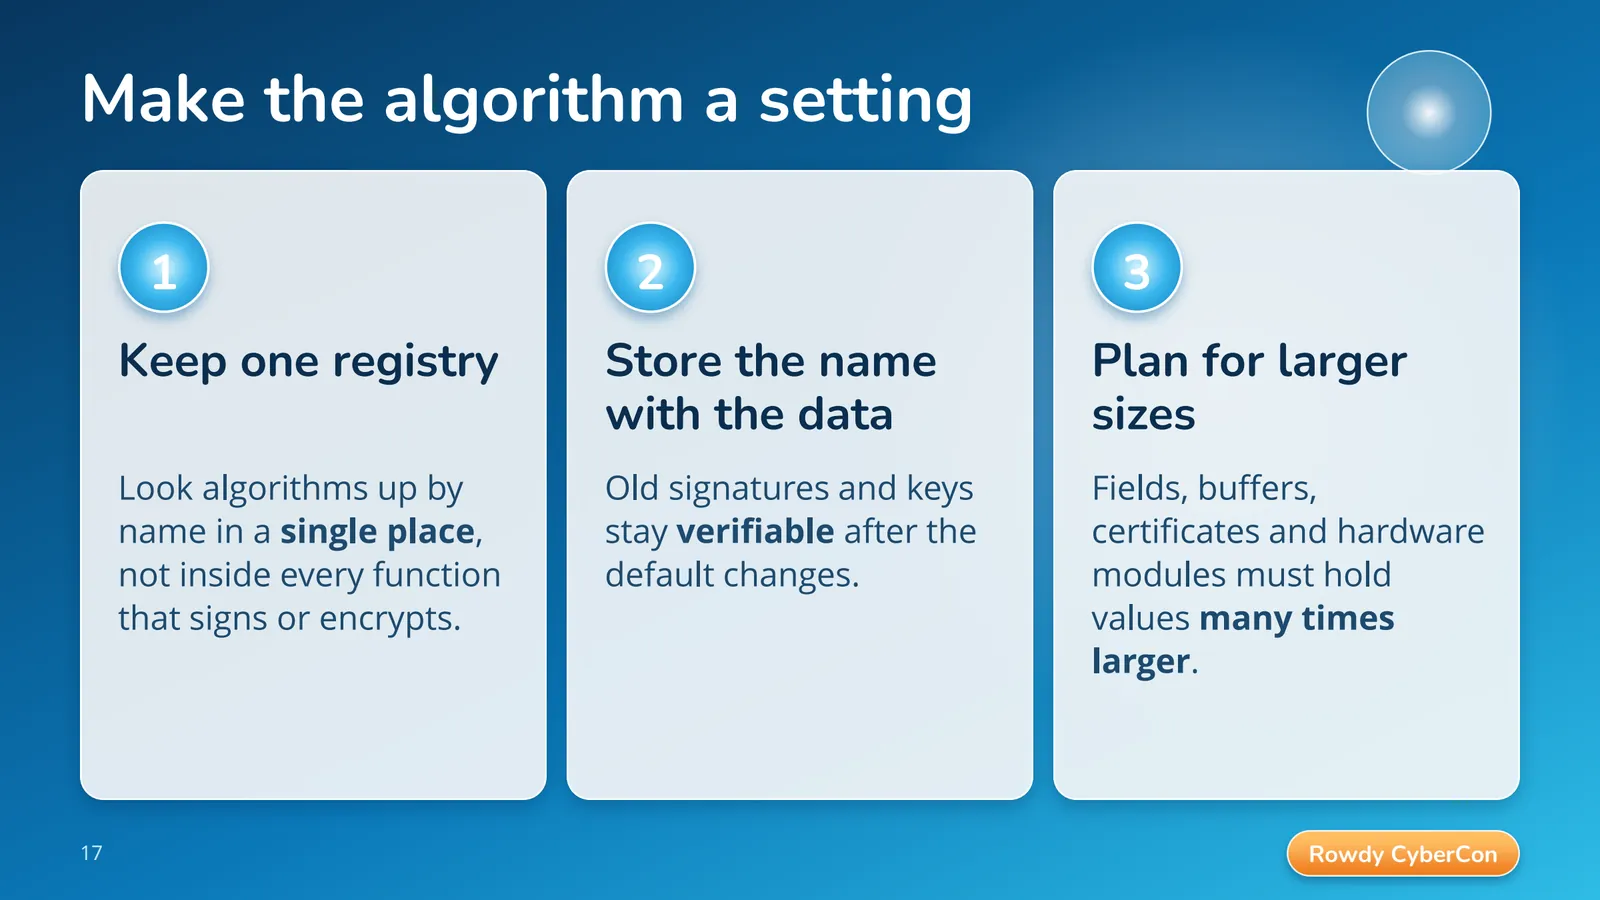 Make the algorithm a setting
1
Keep one registry
Look algorithms up by
name in a single place,
not inside every function
that signs or encrypts.
2
Store the name
with the data
Old signatures and keys
stay verifiable after the
default changes.
3
Plan for larger
sizes
Fields, buffers,
certificates and hardware
modules must hold
values many times
larger.
17
Rowdy CyberCon